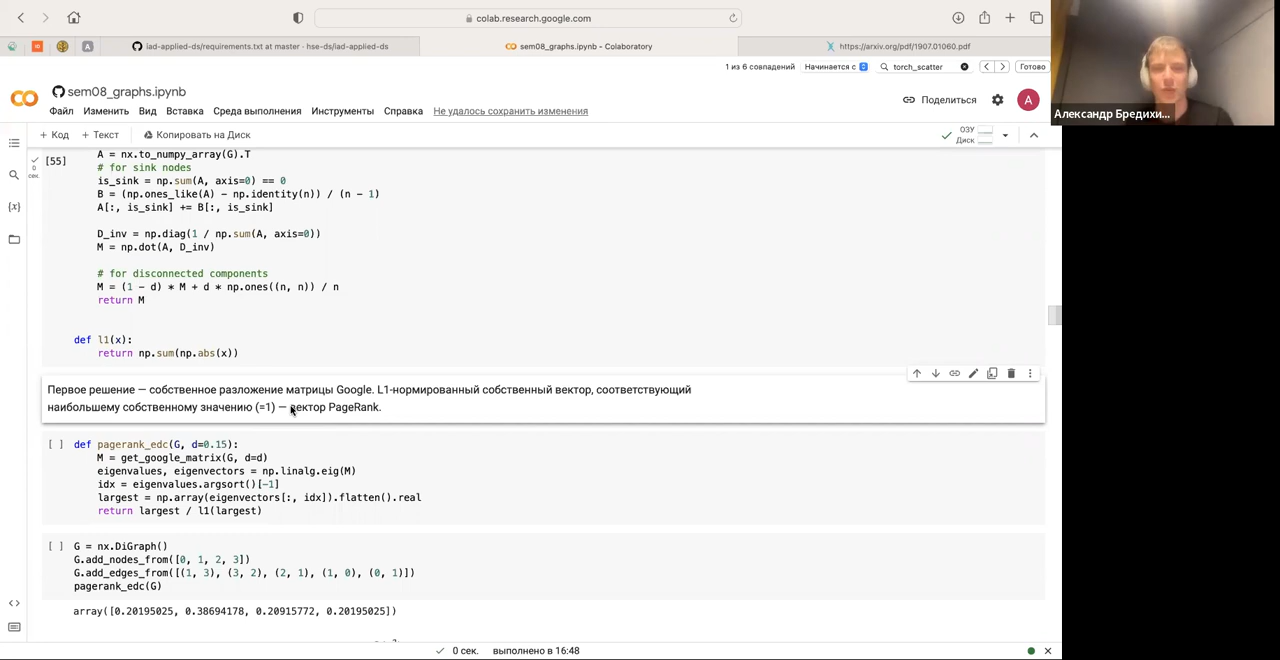 colab.research.google.com
iad-applied-ds/requirements.txt at master · hse-ds/iad-applied-ds
sem08_graphs.ipynb - Colaboratory
https://arxiv.org/pdf/1907.01060.pdf
1 из 6 совпадений
Начинается с
torch_scatter
Готово
sem08_graphs.ipynb
Файл Изменить Вид Вставка Среда выполнения Инструменты Справка Не удалось сохранить изменения
Поделиться
A
Александр Бредихи...
+ Код + Текст
Копировать на Диск
ОЗУ
Диск
[55]
0
сек.
A = nx.to_numpy_array(G).T
# for sink nodes
is_sink = np.sum(A, axis=0) == 0
B = (np.ones_like(A) - np.identity(n)) / (n - 1)
A[:, is_sink] += B[:, is_sink]
D_inv = np.diag(1 / np.sum(A, axis=0))
M = np.dot(A, D_inv)
# for disconnected components
M = (1 - d) * M + d * np.ones((n, n)) / n
return M
def l1(x):
return np.sum(np.abs(x))
Первое решение — собственное разложение матрицы Google. L1-нормированный собственный вектор, соответствующий
наибольшему собственному значению (=1) — вектор PageRank.
[ ] def pagerank_edc(G, d=0.15):
M = get_google_matrix(G, d=d)
eigenvalues, eigenvectors = np.linalg.eig(M)
idx = eigenvalues.argsort()[-1]
largest = np.array(eigenvectors[:, idx]).flatten().real
return largest / l1(largest)
[ ] G = nx.DiGraph()
G.add_nodes_from([0, 1, 2, 3])
G.add_edges_from([(1, 3), (3, 2), (2, 1), (1, 0), (0, 1)])
pagerank_edc(G)
array([0.20195025, 0.38694178, 0.20915772, 0.20195025])
0 сек. выполнено в 16:48